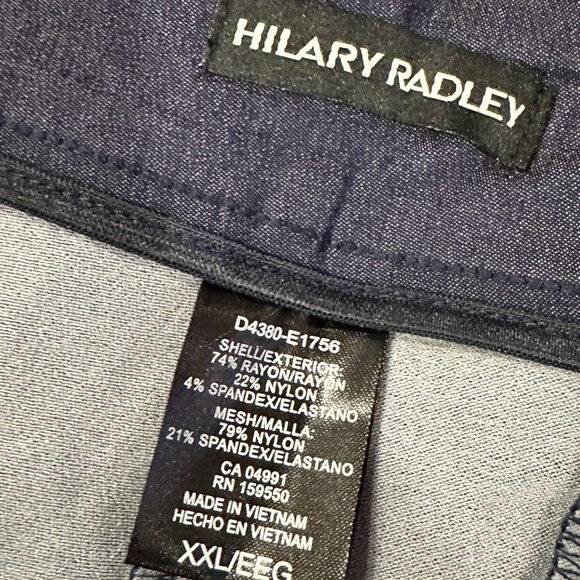 HILARY RADLEY
D4380-E1756
SHELL/EXTERIOR:
74% RAYON/RAYON
22% NYLON
4% SPANDEX/ELASTANO
MESH/MALLA:
79% NYLON
21% SPANDEX/ELASTANO
CA 04991
RN 159550
MADE IN VIETNAM
HECHO EN VIETNAM
XXL/EEG